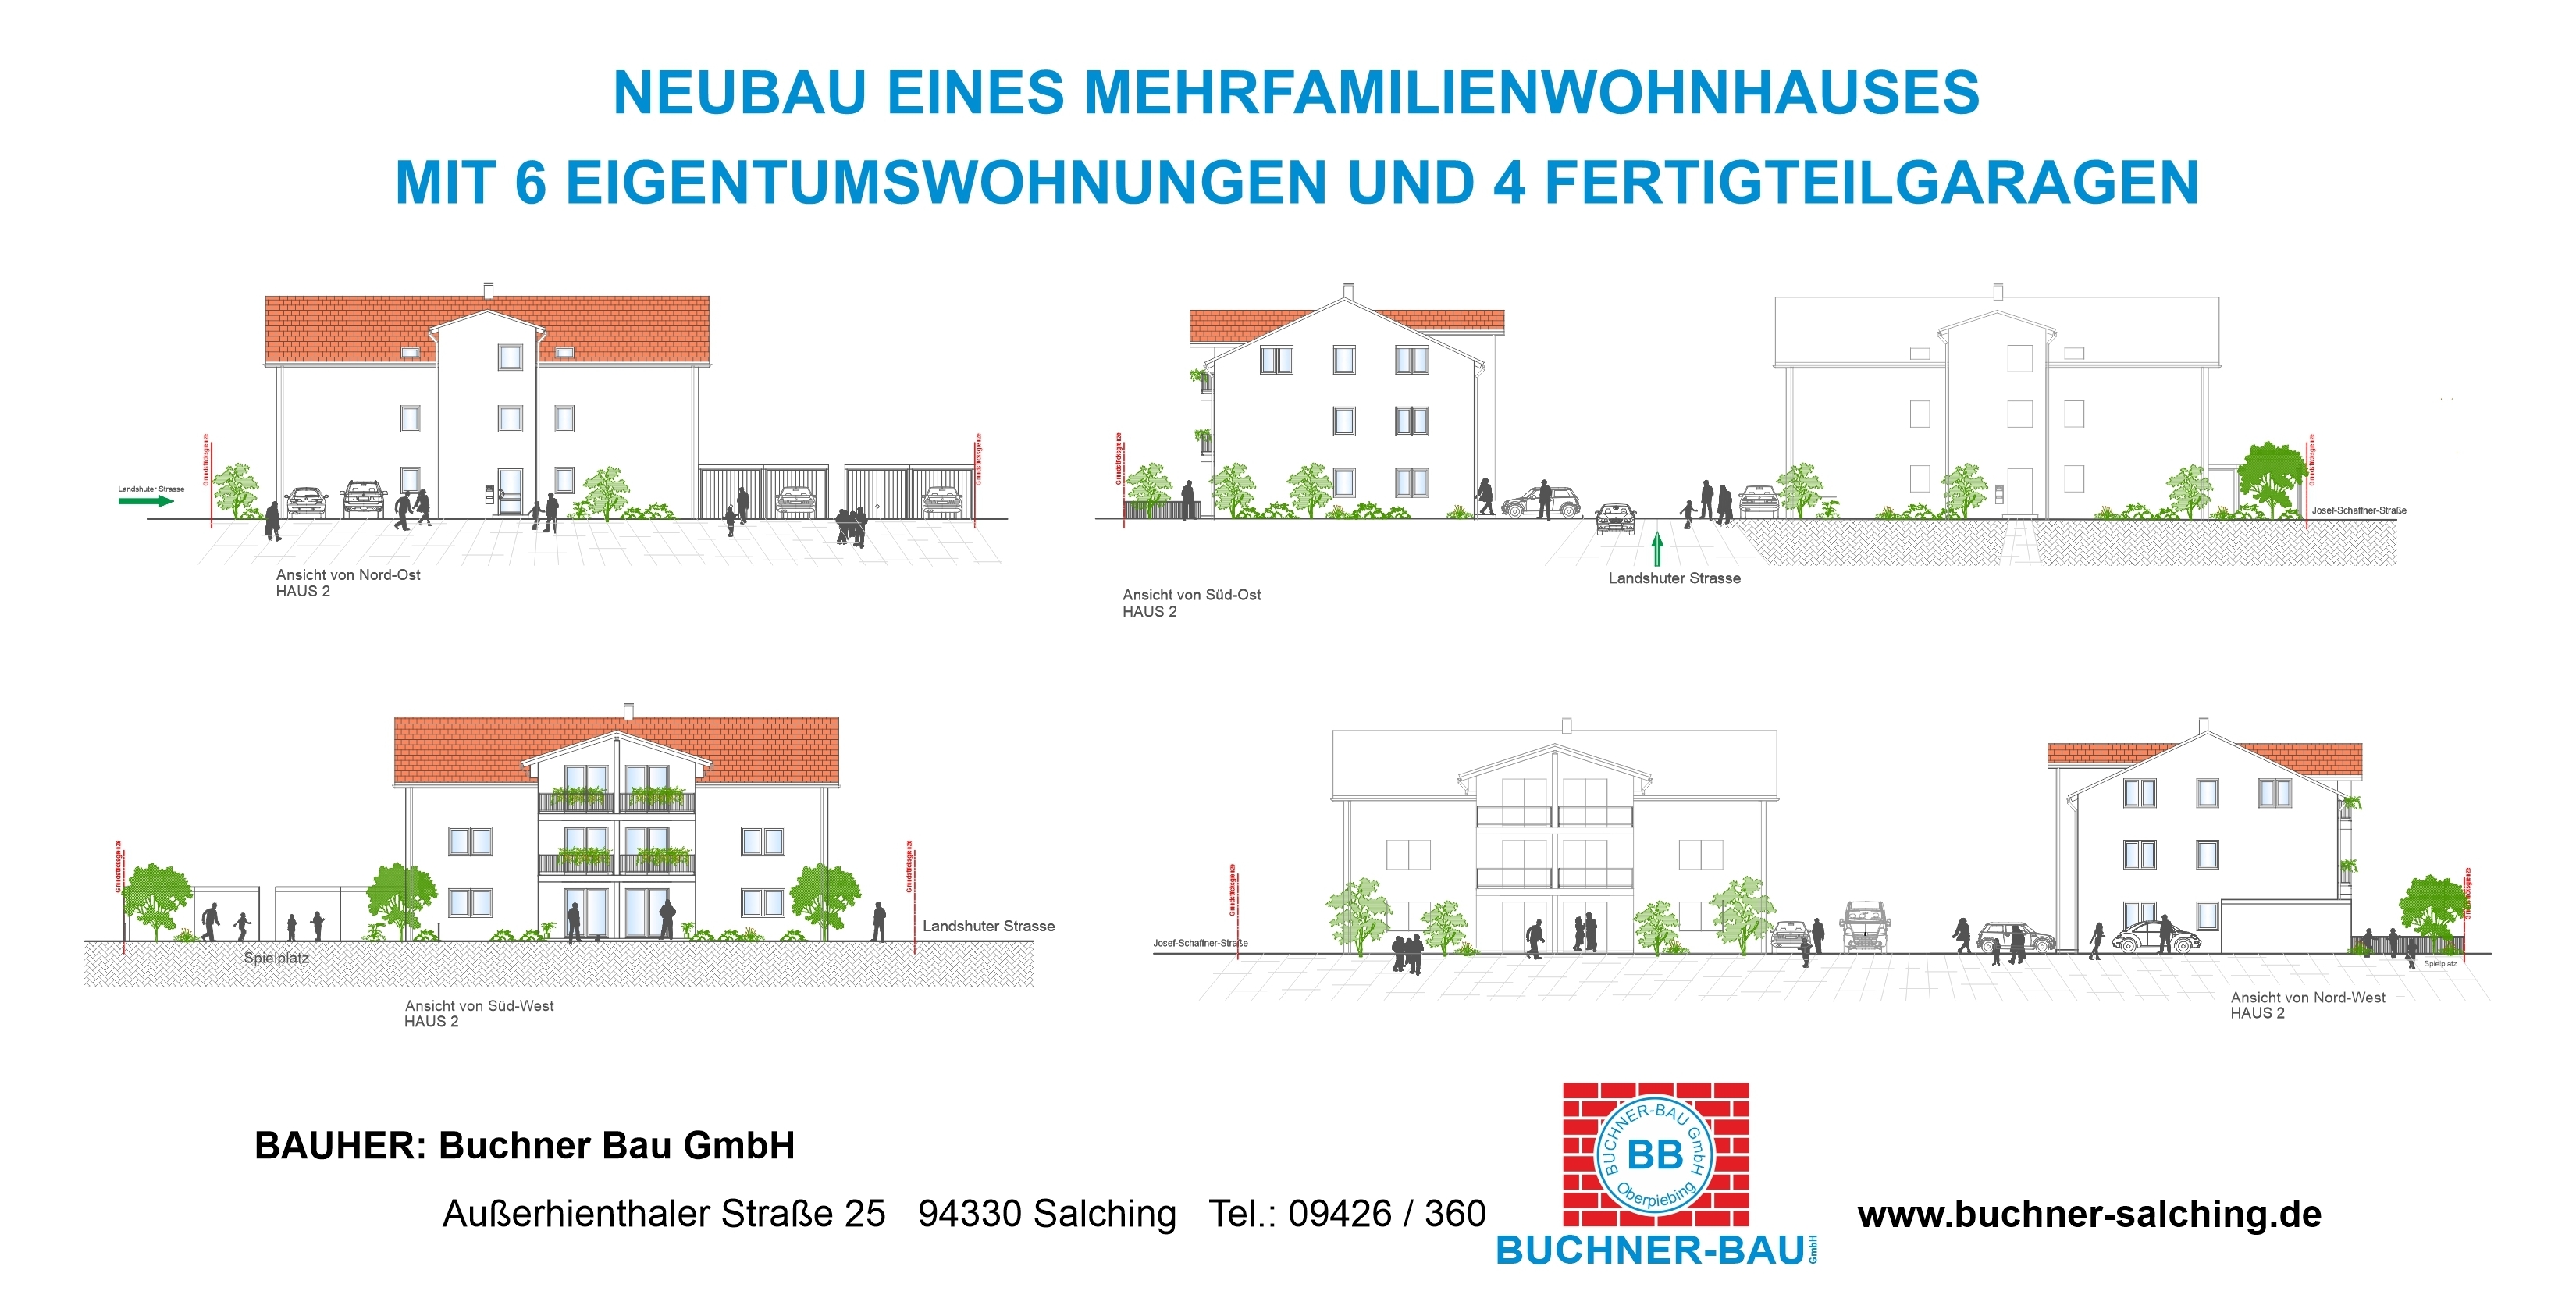 NEUBAU EINES MEHRFAMILIENWOHNHAUSES
MIT 6 EIGENTUMSWOHNUNGEN UND 4 FERTIGTEILGARAGEN
Landshuter Strasse
Grundstücksgrenze
Grundstücksgrenze
Ansicht von Nord-Ost
HAUS 2
Grundstücksgrenze
Grundstücksgrenze
Josef-Schaffner-Straße
Landshuter Strasse
Ansicht von Süd-Ost
HAUS 2
Grundstücksgrenze
Grundstücksgrenze
Landshuter Strasse
Spielplatz
Ansicht von Süd-West
HAUS 2
Grundstücksgrenze
Grundstücksgrenze
Josef-Schaffner-Straße
Spielplatz
Ansicht von Nord-West
HAUS 2
BAUHER: Buchner Bau GmbH
Außerhienthaler Straße 25 94330 Salching Tel.: 09426 / 360
BUCHNER-BAU GmbH
BB
Oberpiebing
BUCHNER-BAU GmbH
www.buchner-salching.de